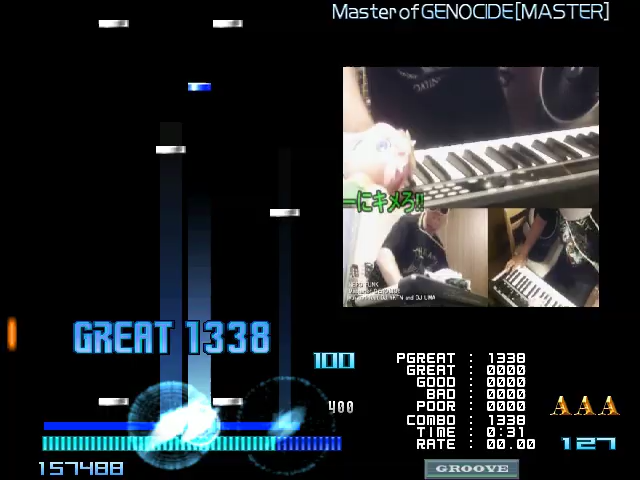 Master of GENOCIDE[MASTER]
ーにキメろ!!
GREAT 1338
100
400
PGREAT : 1338
GREAT : 0000
GOOD : 0000
BAD : 0000
POOR : 0000
COMBO : 1338
TIME : 0:31
RATE : 00.00
AAA
127
157488
GROOVE